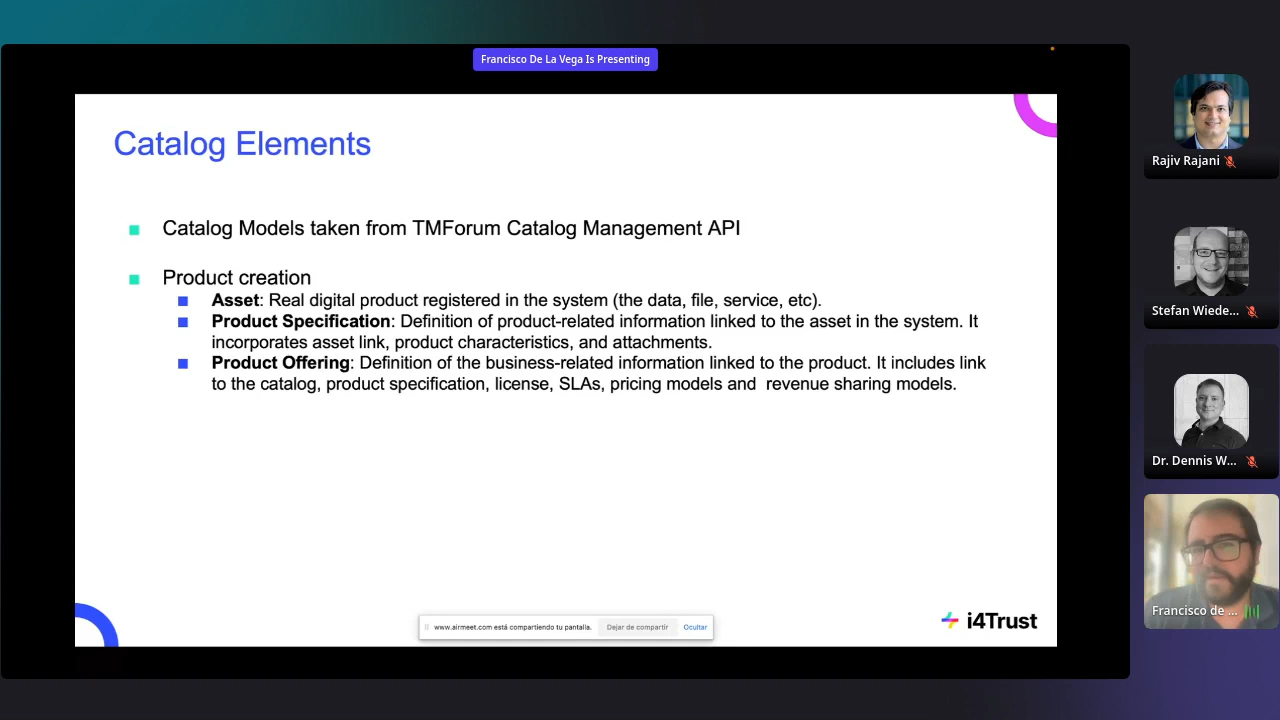 Francisco De La Vega Is Presenting
Catalog Elements
Catalog Models taken from TMForum Catalog Management API
Product creation
Asset: Real digital product registered in the system (the data, file, service, etc).
Product Specification: Definition of product-related information linked to the asset in the system. It
incorporates asset link, product characteristics, and attachments.
Product Offering: Definition of the business-related information linked to the product. It includes link
to the catalog, product specification, license, SLAs, pricing models and revenue sharing models.
www.airmeet.com está compartiendo tu pantalla. Dejar de compartir Ocultar
i4Trust
Rajiv Rajani
Stefan Wiede...
Dr. Dennis W...
Francisco de ...